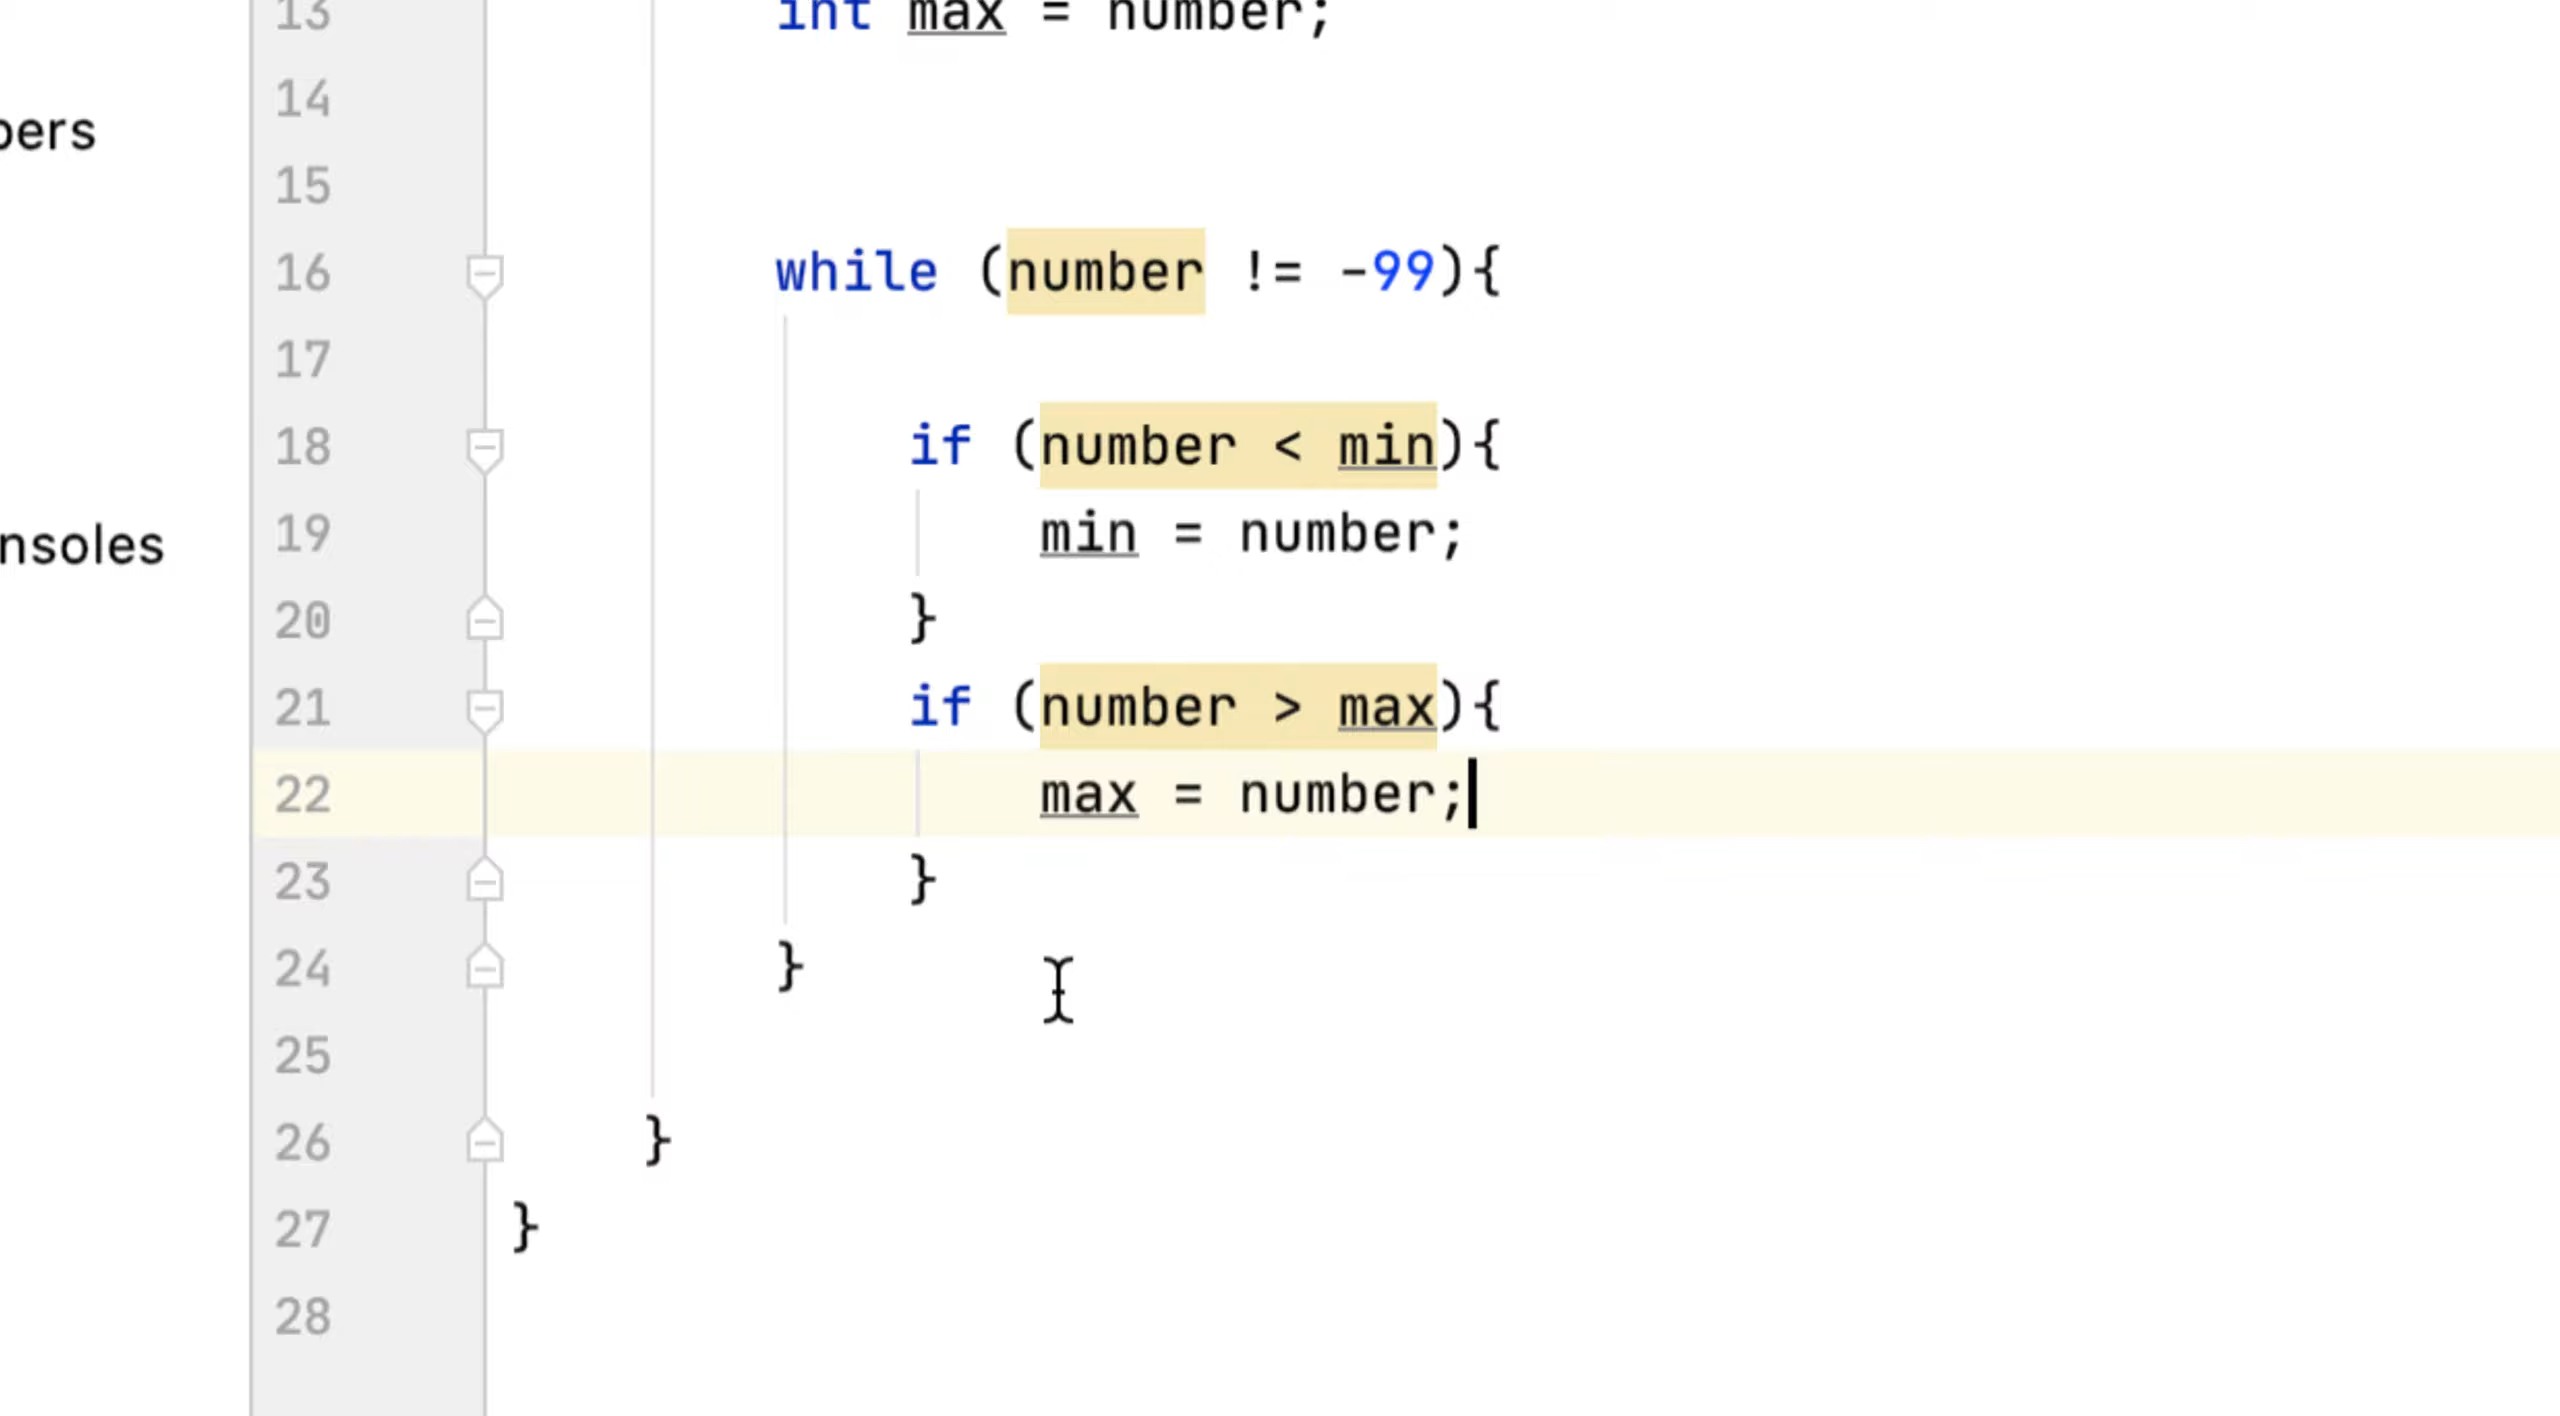 13 int max = number;
14
bers
15
16 while (number != -99){
17
18 if (number < min){
19 min = number;
nsoles
20 }
21 if (number > max){
22 max = number;
23 }
24 }
25
26 }
27 }
28